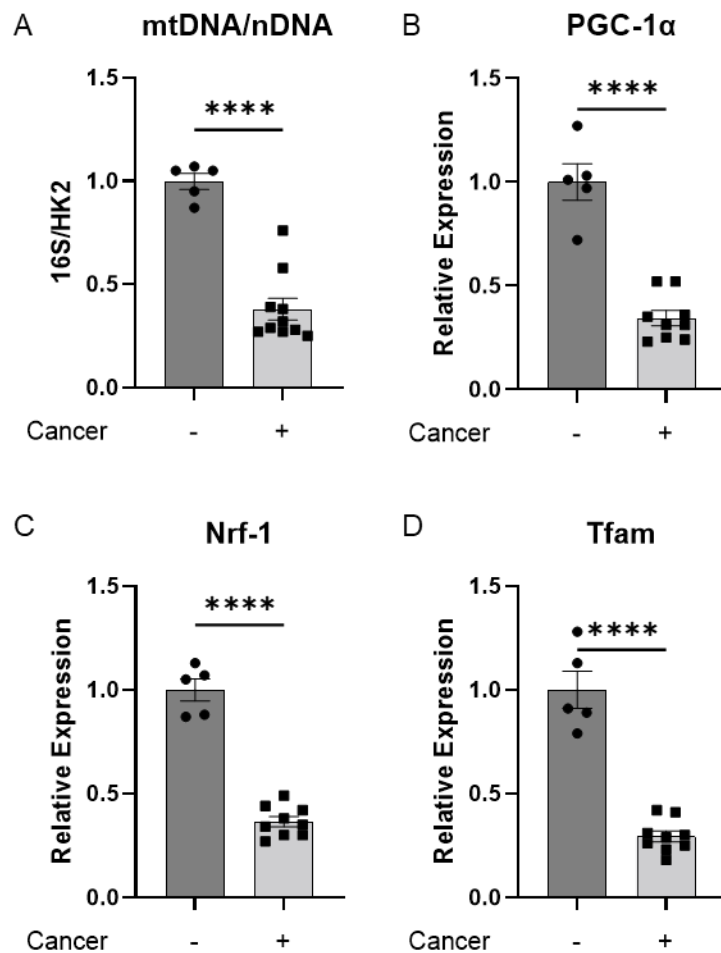 A mtDNA/nDNA
1.5
1.0
0.5
0.0
16S/HK2
****
Cancer - +
B PGC-1α
1.5
1.0
0.5
0.0
Relative Expression
****
Cancer - +
C Nrf-1
1.5
1.0
0.5
0.0
Relative Expression
****
Cancer - +
D Tfam
1.5
1.0
0.5
0.0
Relative Expression
****
Cancer - +